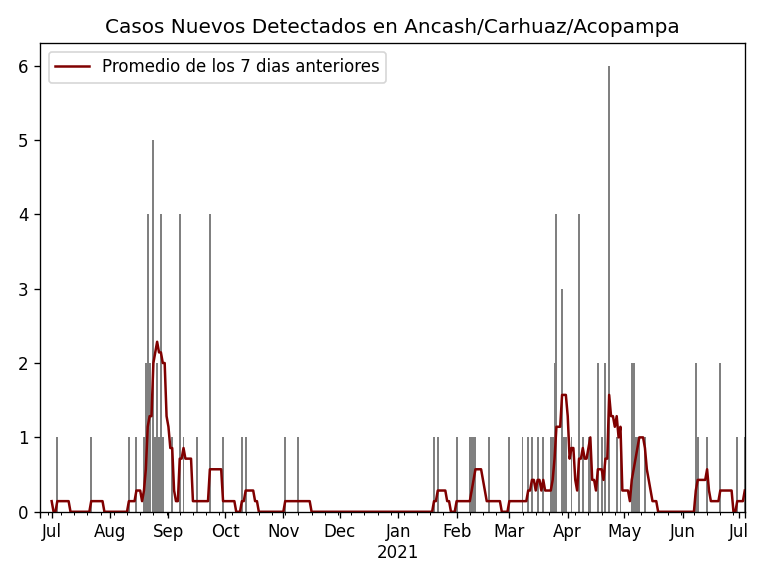 Casos Nuevos Detectados en Ancash/Carhuaz/Acopampa
Promedio de los 7 dias anteriores
6
5
4
3
2
1
0
Jul Aug Sep Oct Nov Dec Jan Feb Mar Apr May Jun Jul
2021